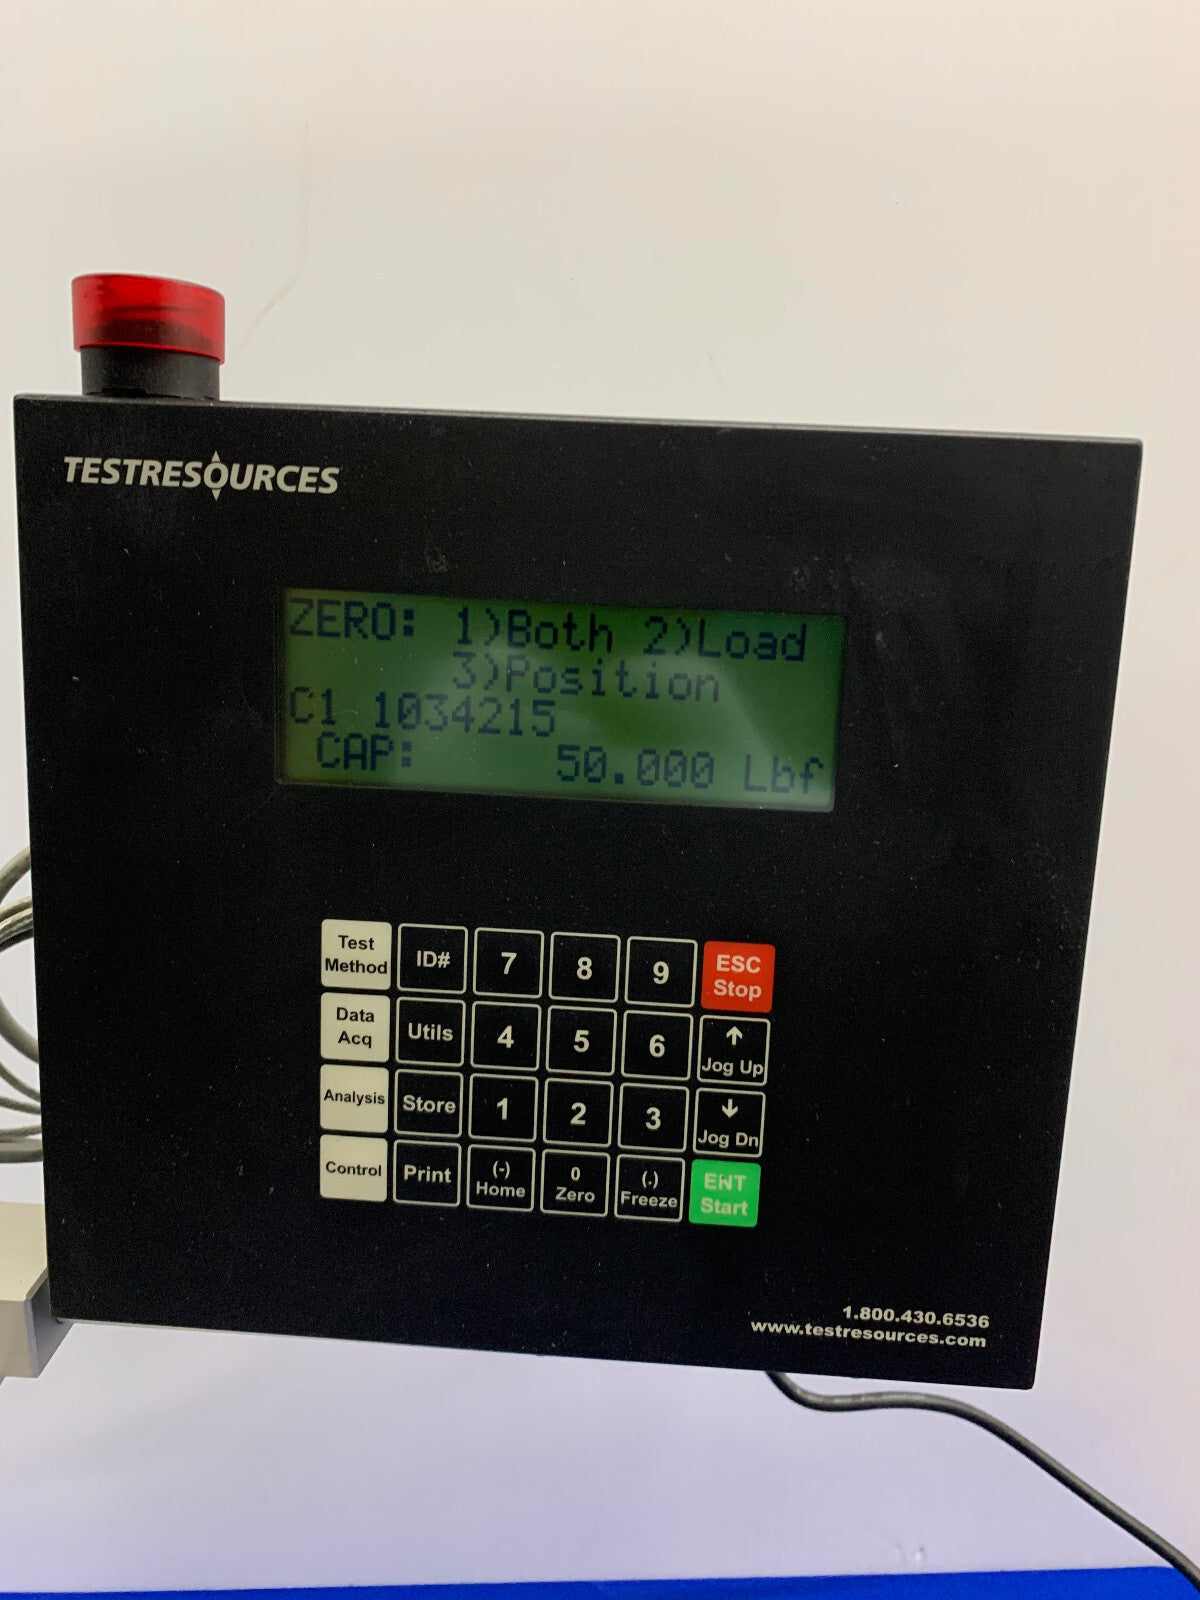 TESTRESOURCES
ZERO: 1)Both 2)Load
3)Position
C1 1034215
CAP: 50.000 Lbf
Test Method
ID#
7
8
9
ESC Stop
Data Acq
Utils
4
5
6
↑ Jog Up
Analysis
Store
1
2
3
↓ Jog Dn
Control
Print
(-) Home
0 Zero
(.) Freeze
ENT Start
1.800.430.6536
www.testresources.com